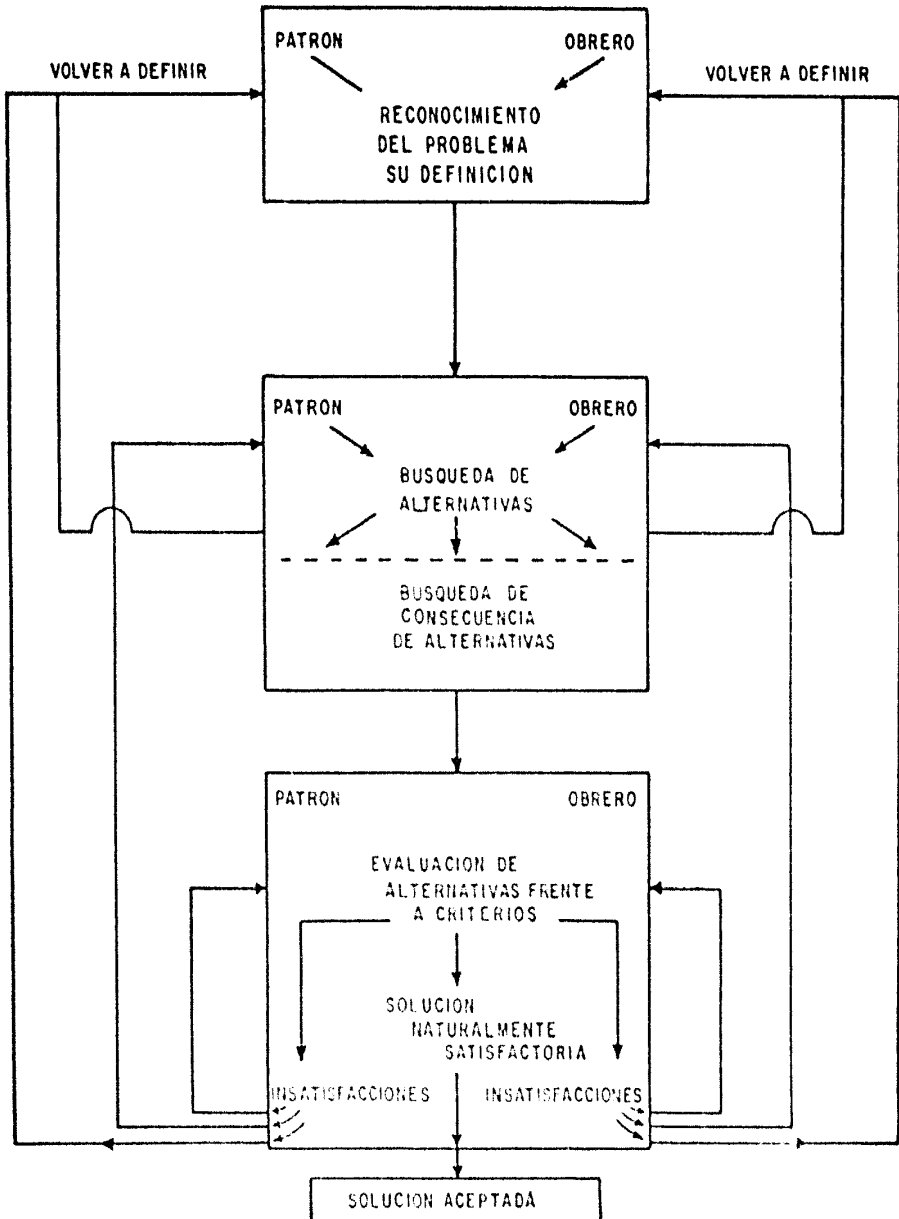 PATRON
OBRERO
VOLVER A DEFINIR
VOLVER A DEFINIR
RECONOCIMIENTO
DEL PROBLEMA
SU DEFINICION
PATRON
OBRERO
BUSQUEDA DE
ALTERNATIVAS
BUSQUEDA DE
CONSECUENCIA
DE ALTERNATIVAS
PATRON
OBRERO
EVALUACION DE
ALTERNATIVAS FRENTE
A CRITERIOS
SOLUCION
NATURALMENTE
SATISFACTORIA
INSATISFACCIONES
INSATISFACCIONES
SOLUCION ACEPTADA